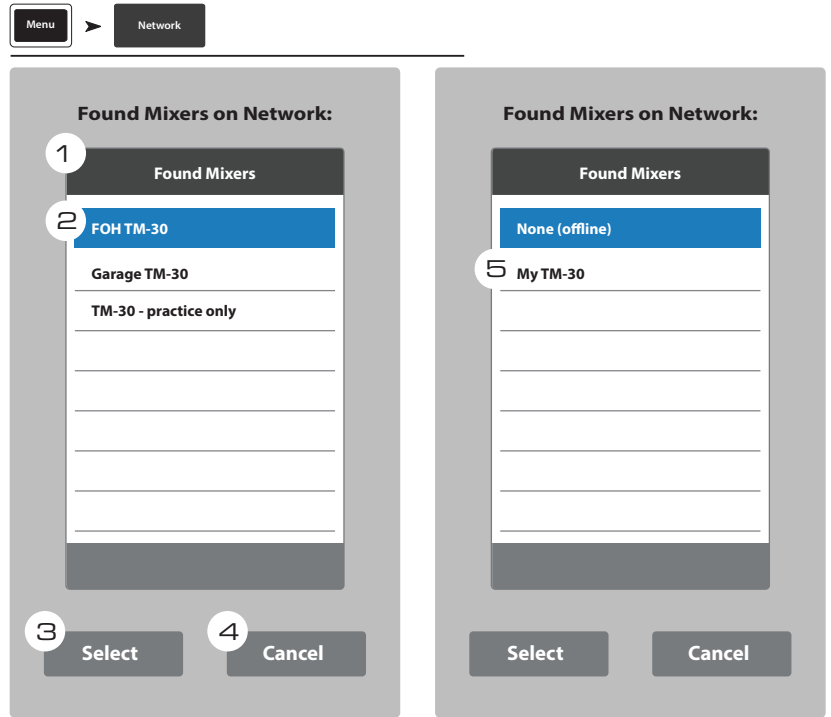 Menu
Network
Found Mixers on Network:
1
Found Mixers
2
FOH TM-30
Garage TM-30
TM-30 - practice only
3
Select
4
Cancel
Found Mixers on Network:
Found Mixers
None (offline)
5
My TM-30
Select
Cancel